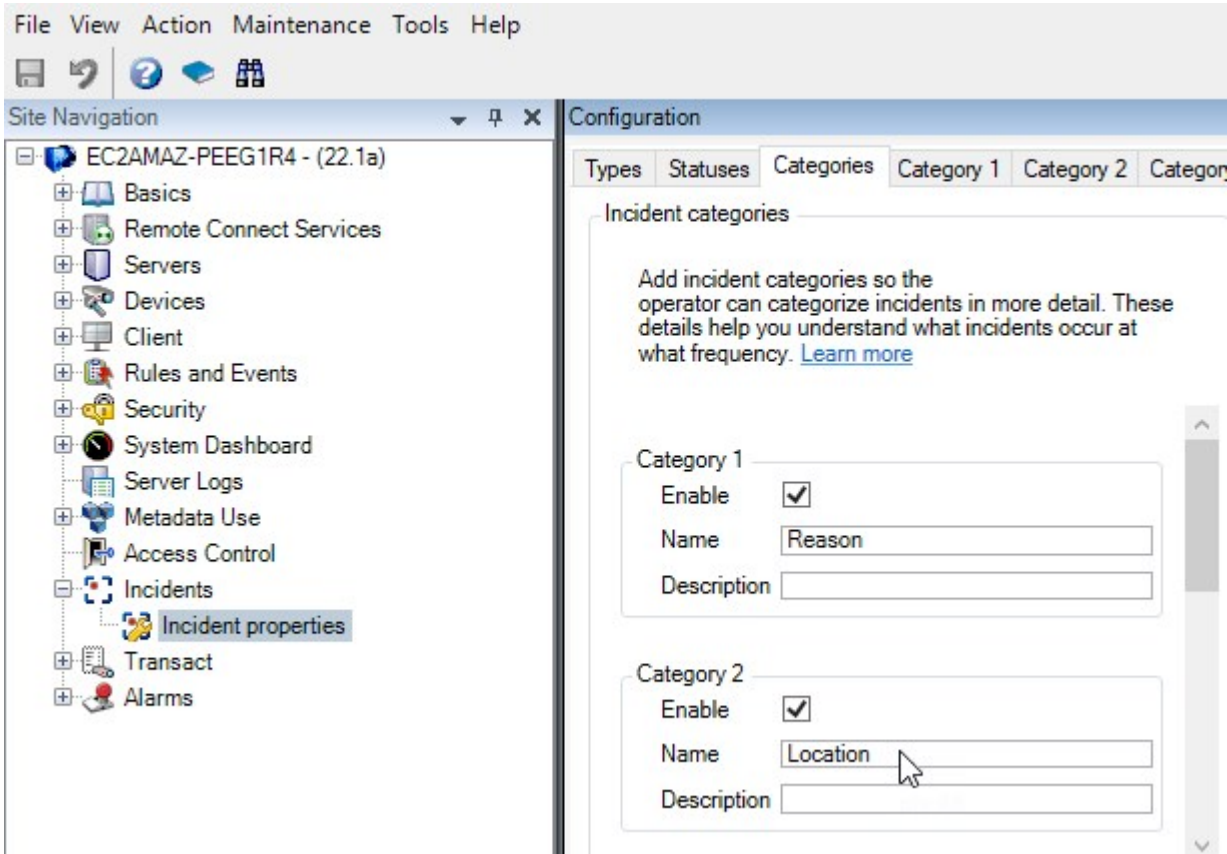 File View Action Maintenance Tools Help
Site Navigation
EC2AMAZ-PEEG1R4 - (22.1a)
Basics
Remote Connect Services
Servers
Devices
Client
Rules and Events
Security
System Dashboard
Server Logs
Metadata Use
Access Control
Incidents
Incident properties
Transact
Alarms
Configuration
Types Statuses Categories Category 1 Category 2
Incident categories
Add incident categories so the
operator can categorize incidents in more detail. These
details help you understand what incidents occur at
what frequency. Learn more
Category 1
Enable
Name Reason
Description
Category 2
Enable
Name Location
Description